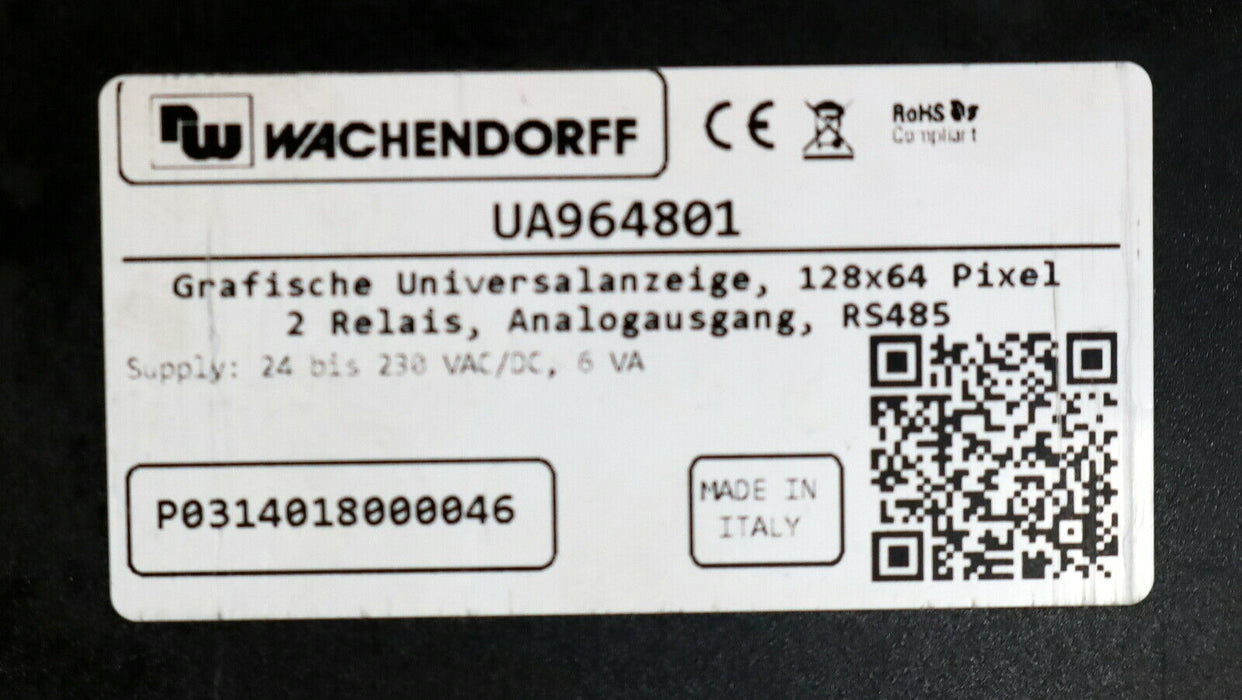 WACHENDORFF
CE
RoHS
Compliant
UA964801
Grafische Universalanzeige, 128x64 Pixel
2 Relais, Analogausgang, RS485
Supply: 24 bis 230 VAC/DC, 6 VA
P0314018000046
MADE IN
ITALY